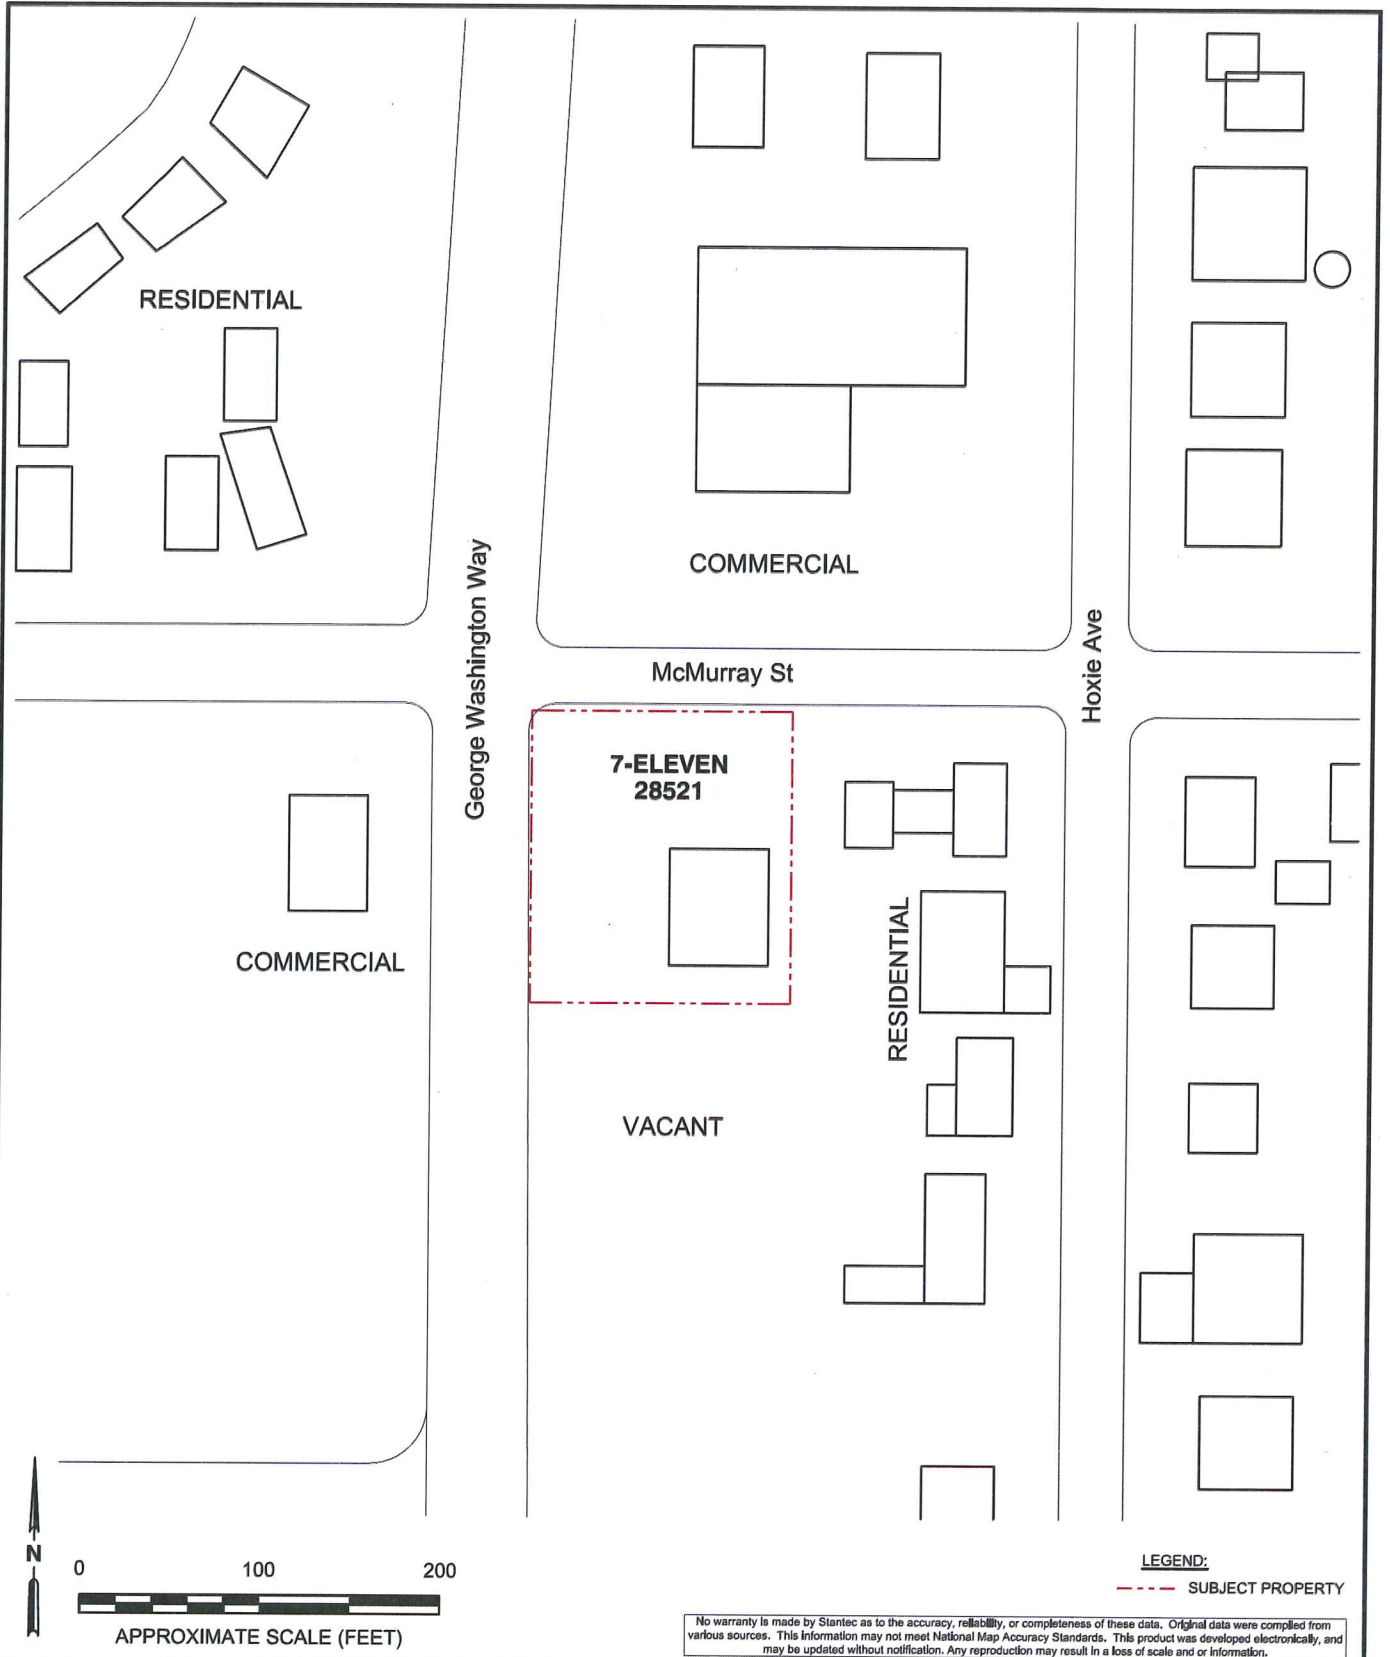 RESIDENTIAL
COMMERCIAL
George Washington Way
McMurray St
Hoxie Ave
7-ELEVEN
28521
COMMERCIAL
RESIDENTIAL
VACANT
N
0 100 200
APPROXIMATE SCALE (FEET)
LEGEND:
SUBJECT PROPERTY
No warranty is made by Stantec as to the accuracy, reliability, or completeness of these data. Original data were compiled from
various sources. This information may not meet National Map Accuracy Standards. This product was developed electronically, and
may be updated without notification. Any reproduction may result in a loss of scale and or information.